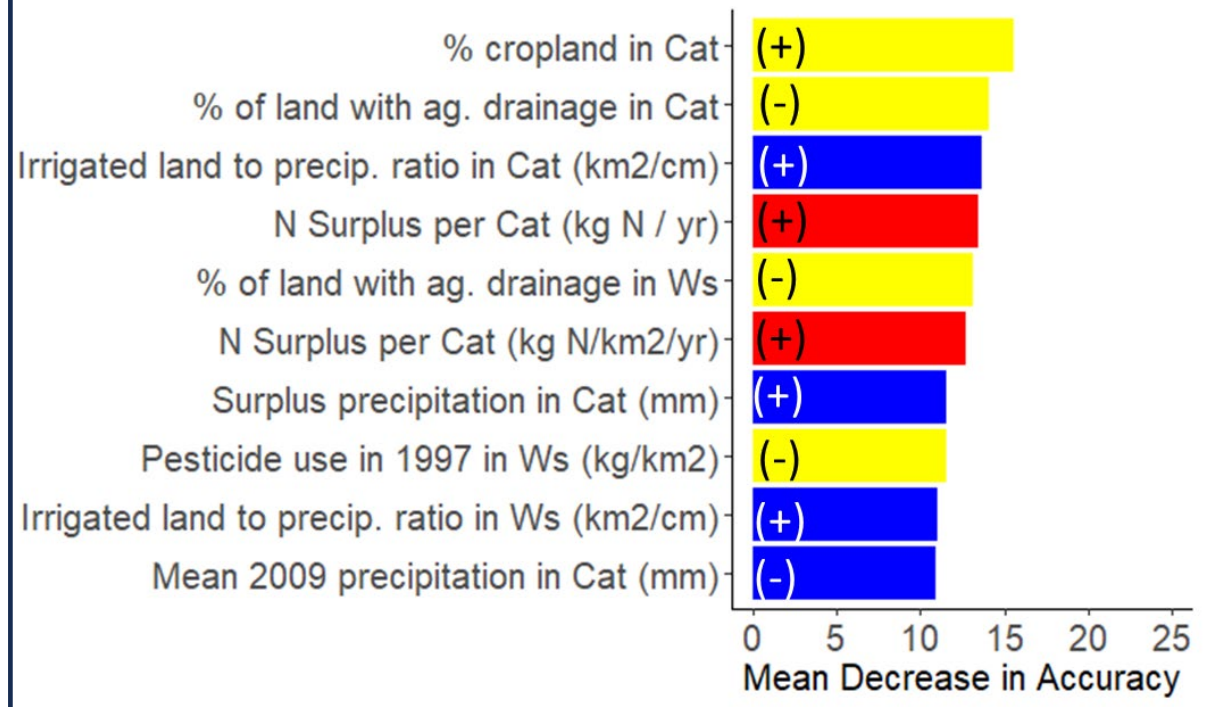 % cropland in Cat (+)
% of land with ag. drainage in Cat (-)
Irrigated land to precip. ratio in Cat (km2/cm) (+)
N Surplus per Cat (kg N / yr) (+)
% of land with ag. drainage in Ws (-)
N Surplus per Cat (kg N/km2/yr) (+)
Surplus precipitation in Cat (mm) (+)
Pesticide use in 1997 in Ws (kg/km2) (-)
Irrigated land to precip. ratio in Ws (km2/cm) (+)
Mean 2009 precipitation in Cat (mm) (-)
0 5 10 15 20 25
Mean Decrease in Accuracy